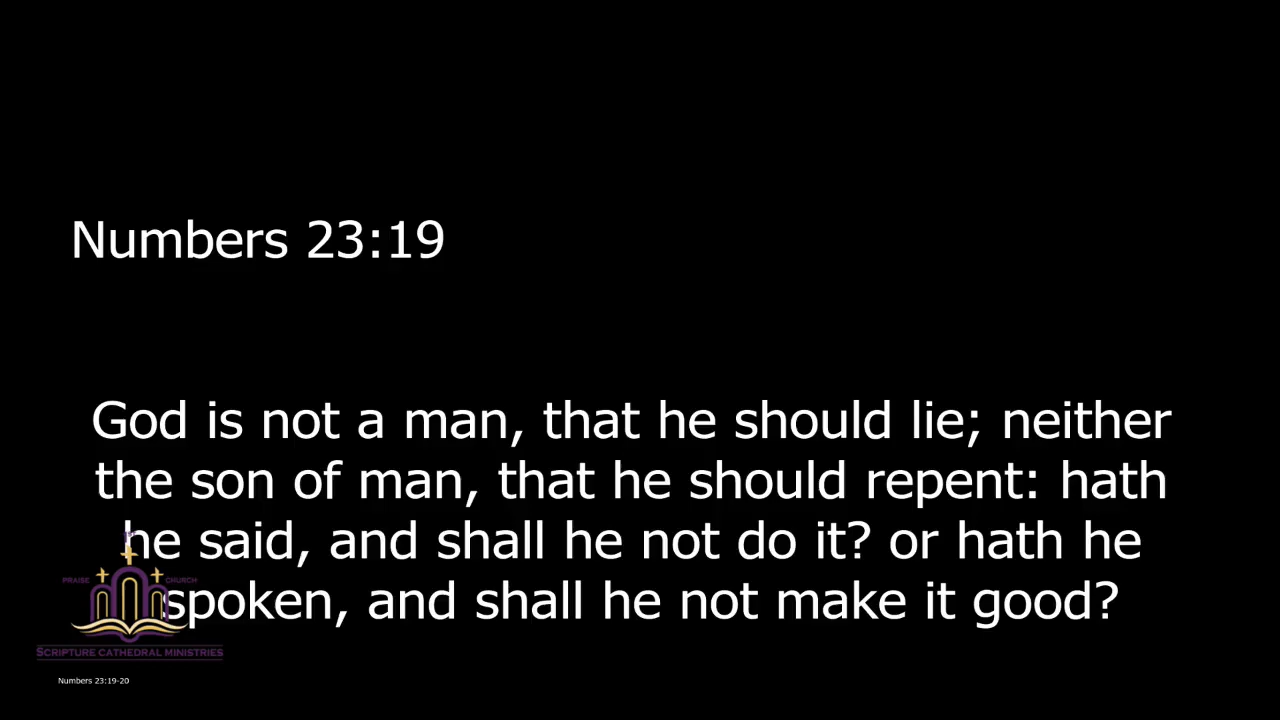 Numbers 23:19
God is not a man, that he should lie; neither
the son of man, that he should repent: hath
he said, and shall he not do it? or hath he
spoken, and shall he not make it good?
PRAISE CHURCH
SCRIPTURE CATHEDRAL MINISTRIES
Numbers 23:19-20